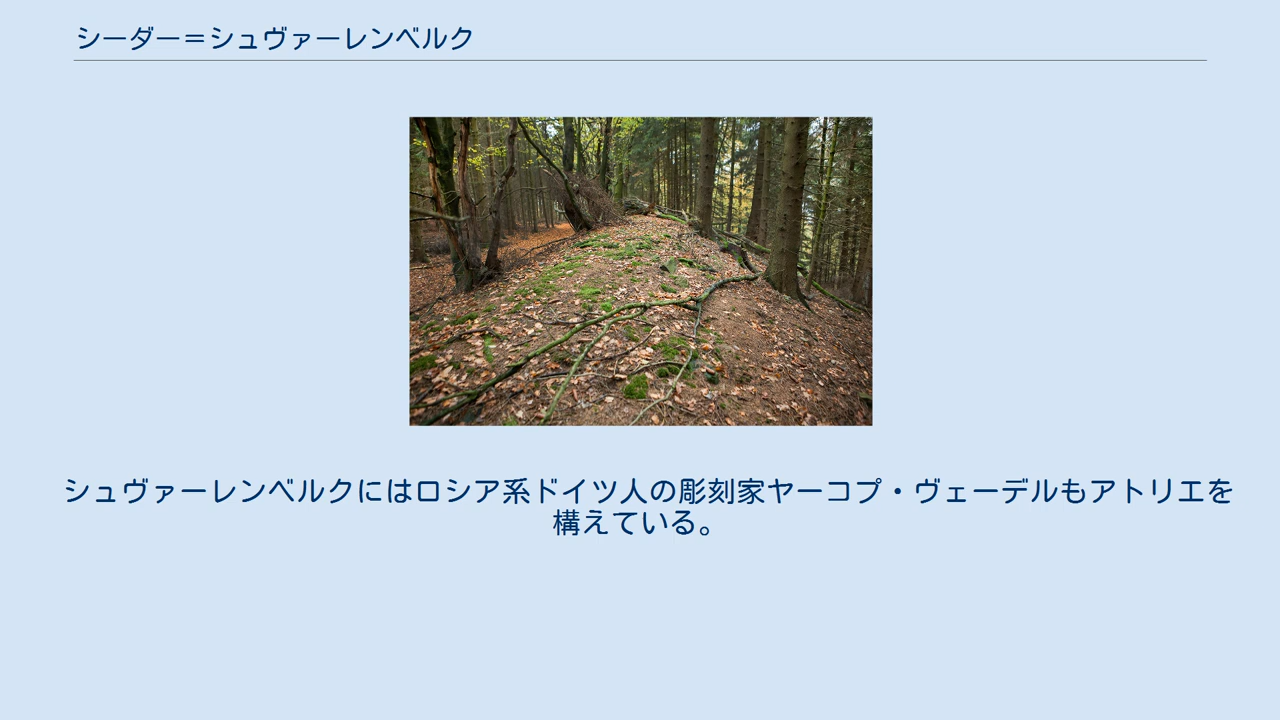 シーダー＝シュヴァーレンベルク
シュヴァーレンベルクにはロシア系ドイツ人の彫刻家ヤーコプ・ヴェーデルもアトリエを
構えている。